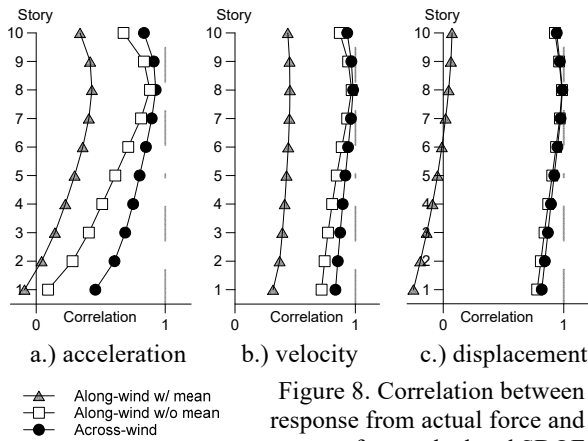 Story
Story
Story
10
9
8
7
6
5
4
3
2
1
10
9
8
7
6
5
4
3
2
1
10
9
8
7
6
5
4
3
2
1
0 Correlation 1
0 Correlation 1
0 Correlation 1
a.) acceleration
b.) velocity
c.) displacement
Along-wind w/ mean
Along-wind w/o mean
Across-wind
Figure 8. Correlation between
response from actual force and